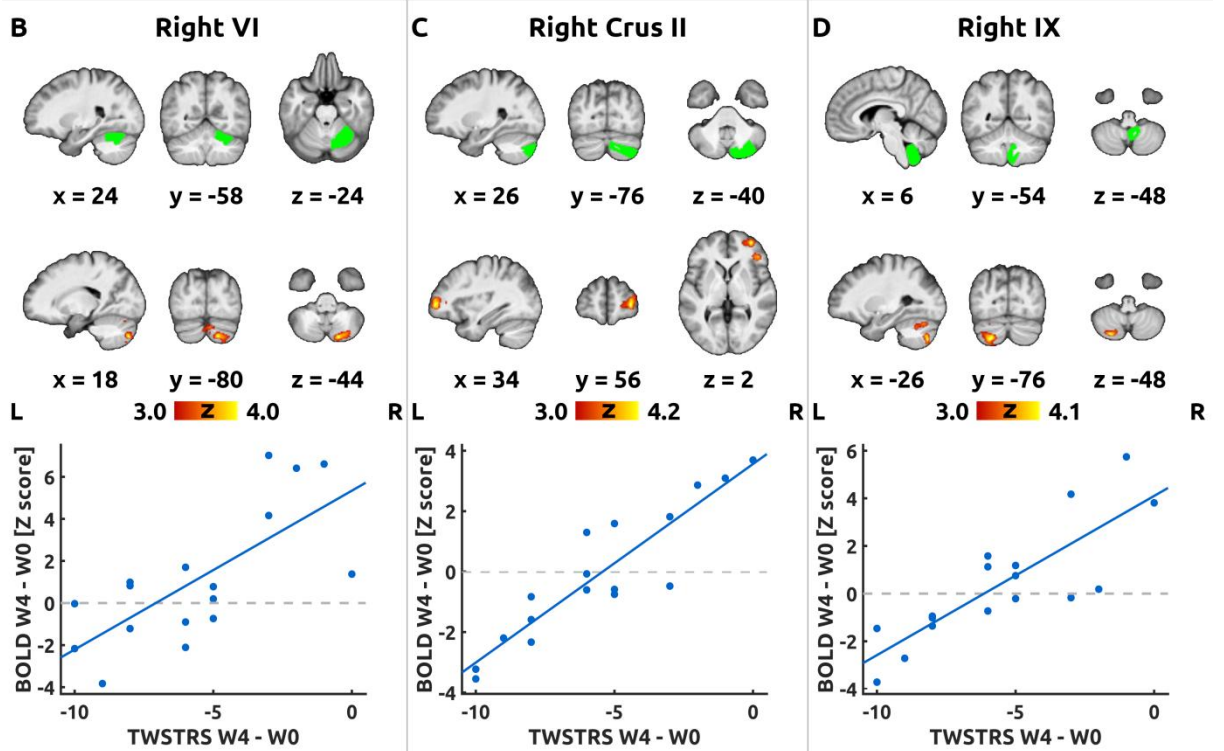 B Right VI
x = 24 y = -58 z = -24
x = 18 y = -80 z = -44
L 3.0 Z 4.0 R
BOLD W4 - W0 [Z score]
6
4
2
0
-2
-4
-10 -5 0
TWSTRS W4 - W0
C Right Crus II
x = 26 y = -76 z = -40
x = 34 y = 56 z = 2
L 3.0 Z 4.2 R
BOLD W4 - W0 [Z score]
4
2
0
-2
-4
-10 -5 0
TWSTRS W4 - W0
D Right IX
x = 6 y = -54 z = -48
x = -26 y = -76 z = -48
L 3.0 Z 4.1 R
BOLD W4 - W0 [Z score]
6
4
2
0
-2
-4
-10 -5 0
TWSTRS W4 - W0